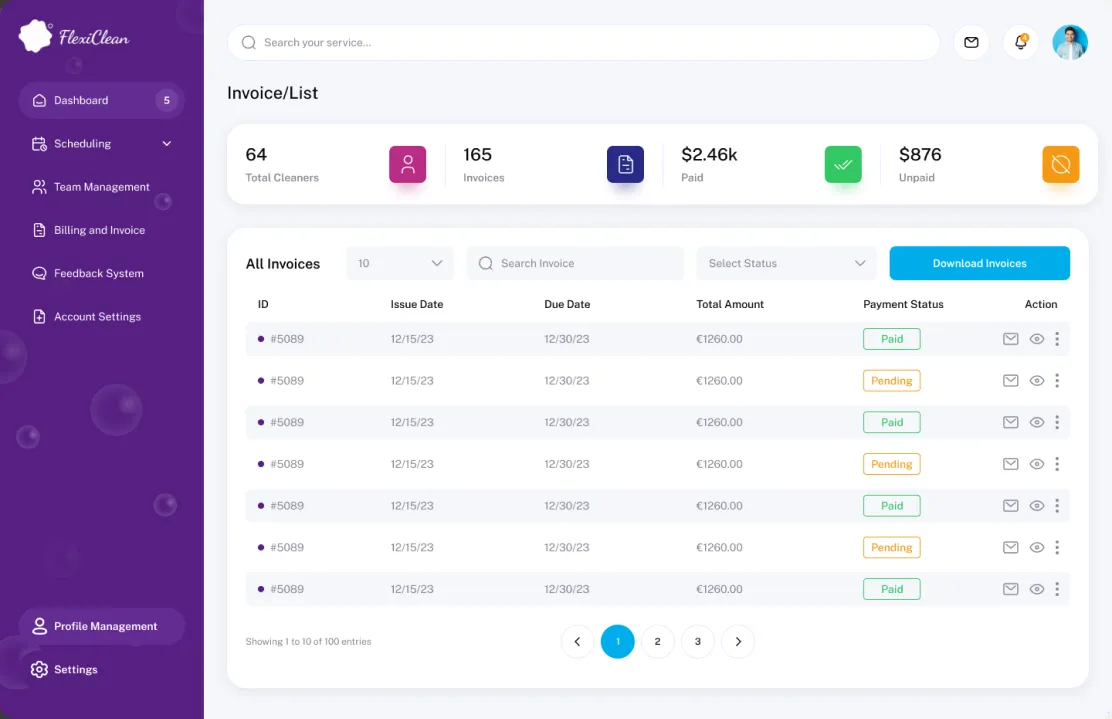 FlexiClean
Dashboard 5
Scheduling
Team Management
Billing and Invoice
Feedback System
Account Settings
Profile Management
Settings
Search your service...
4
Invoice/List
64
Total Cleaners
165
Invoices
$2.46k
Paid
$876
Unpaid
All Invoices 10 Search Invoice Select Status Download Invoices
ID Issue Date Due Date Total Amount Payment Status Action
#5089 12/15/23 12/30/23 €1260.00 Paid
#5089 12/15/23 12/30/23 €1260.00 Pending
#5089 12/15/23 12/30/23 €1260.00 Paid
#5089 12/15/23 12/30/23 €1260.00 Pending
#5089 12/15/23 12/30/23 €1260.00 Paid
#5089 12/15/23 12/30/23 €1260.00 Pending
#5089 12/15/23 12/30/23 €1260.00 Paid
Showing 1 to 10 of 100 entries 1 2 3